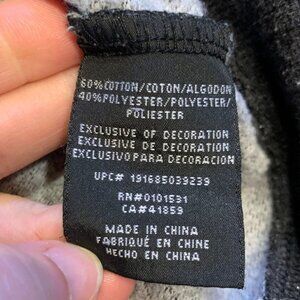 60%COTTON/COTON/ALGODON
40%POLYESTER/POLYESTER/
POLIESTER
EXCLUSIVE OF DECORATION
EXCLUSIVE DE DECORATION
EXCLUSIVO PARA DECORACION
UPC# 191685039239
RN#0101531
CA#41859
MADE IN CHINA
FABRIQUÉ EN CHINE
HECHO EN CHINA